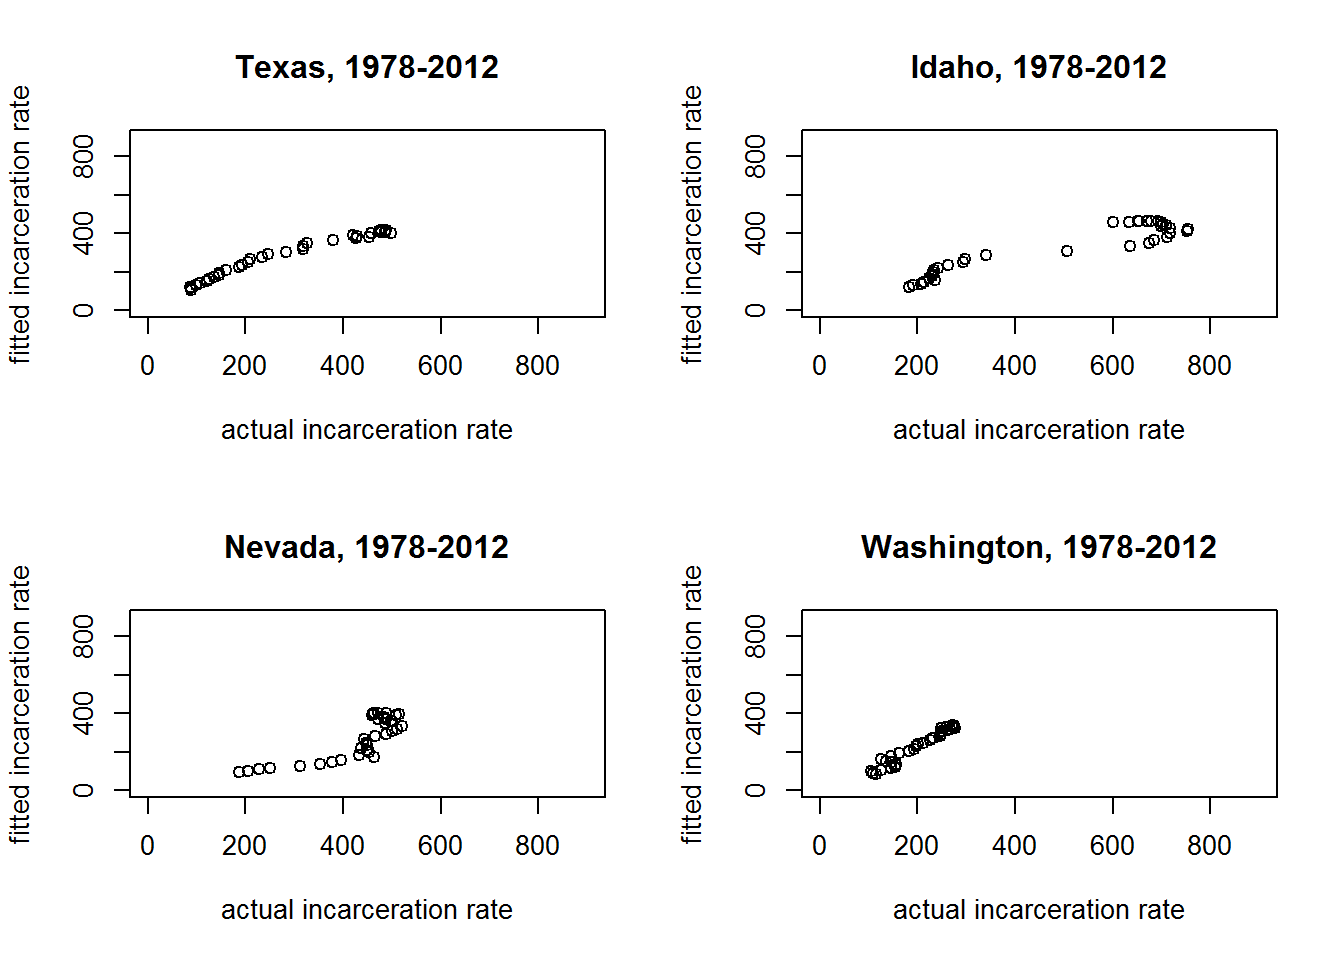 Texas, 1978-2012
fitted incarceration rate
0 400 800
0 200 400 600 800
actual incarceration rate
Idaho, 1978-2012
fitted incarceration rate
0 400 800
0 200 400 600 800
actual incarceration rate
Nevada, 1978-2012
fitted incarceration rate
0 400 800
0 200 400 600 800
actual incarceration rate
Washington, 1978-2012
fitted incarceration rate
0 400 800
0 200 400 600 800
actual incarceration rate